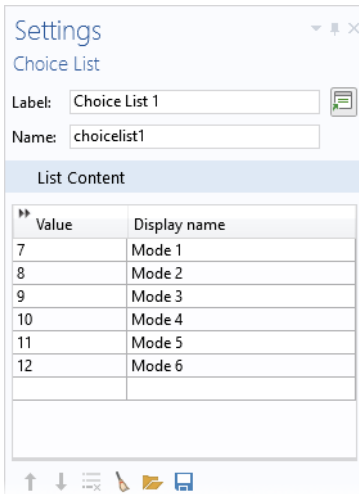 Settings
Choice List
Label: Choice List 1
Name: choicelist1
List Content
Value Display name
7 Mode 1
8 Mode 2
9 Mode 3
10 Mode 4
11 Mode 5
12 Mode 6